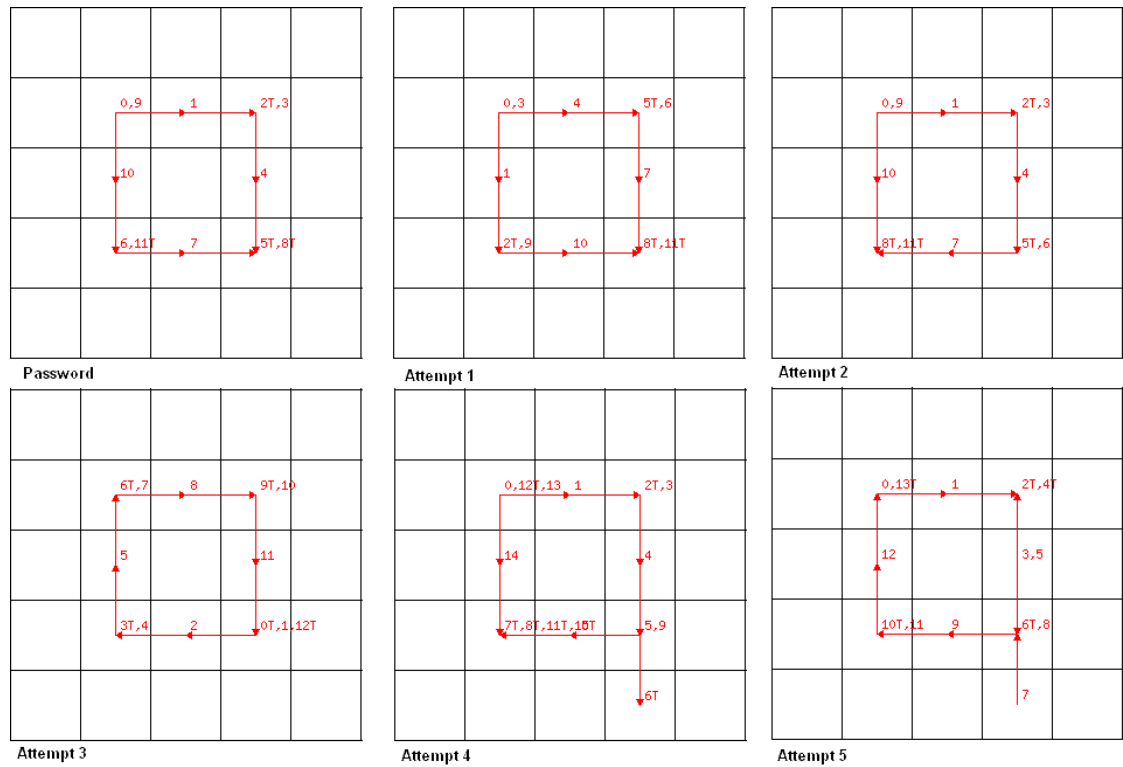 0,9 1 2T,3
10 4
6,11T 7 5T,8T
Password
0,3 4 5T,6
1 7
2T,9 10 8T,11T
Attempt 1
0,9 1 2T,3
10 4
8T,11T 7 5T,6
Attempt 2
6T,7 8 9T,10
5 11
3T,4 2 0T,1,12T
Attempt 3
0,12T,13 1 2T,3
14 4
7T,8T,11T, 5,9
6T
Attempt 4
0,13T 1 2T,4T
12 3,5
10T,11 9 6T,8
7
Attempt 5